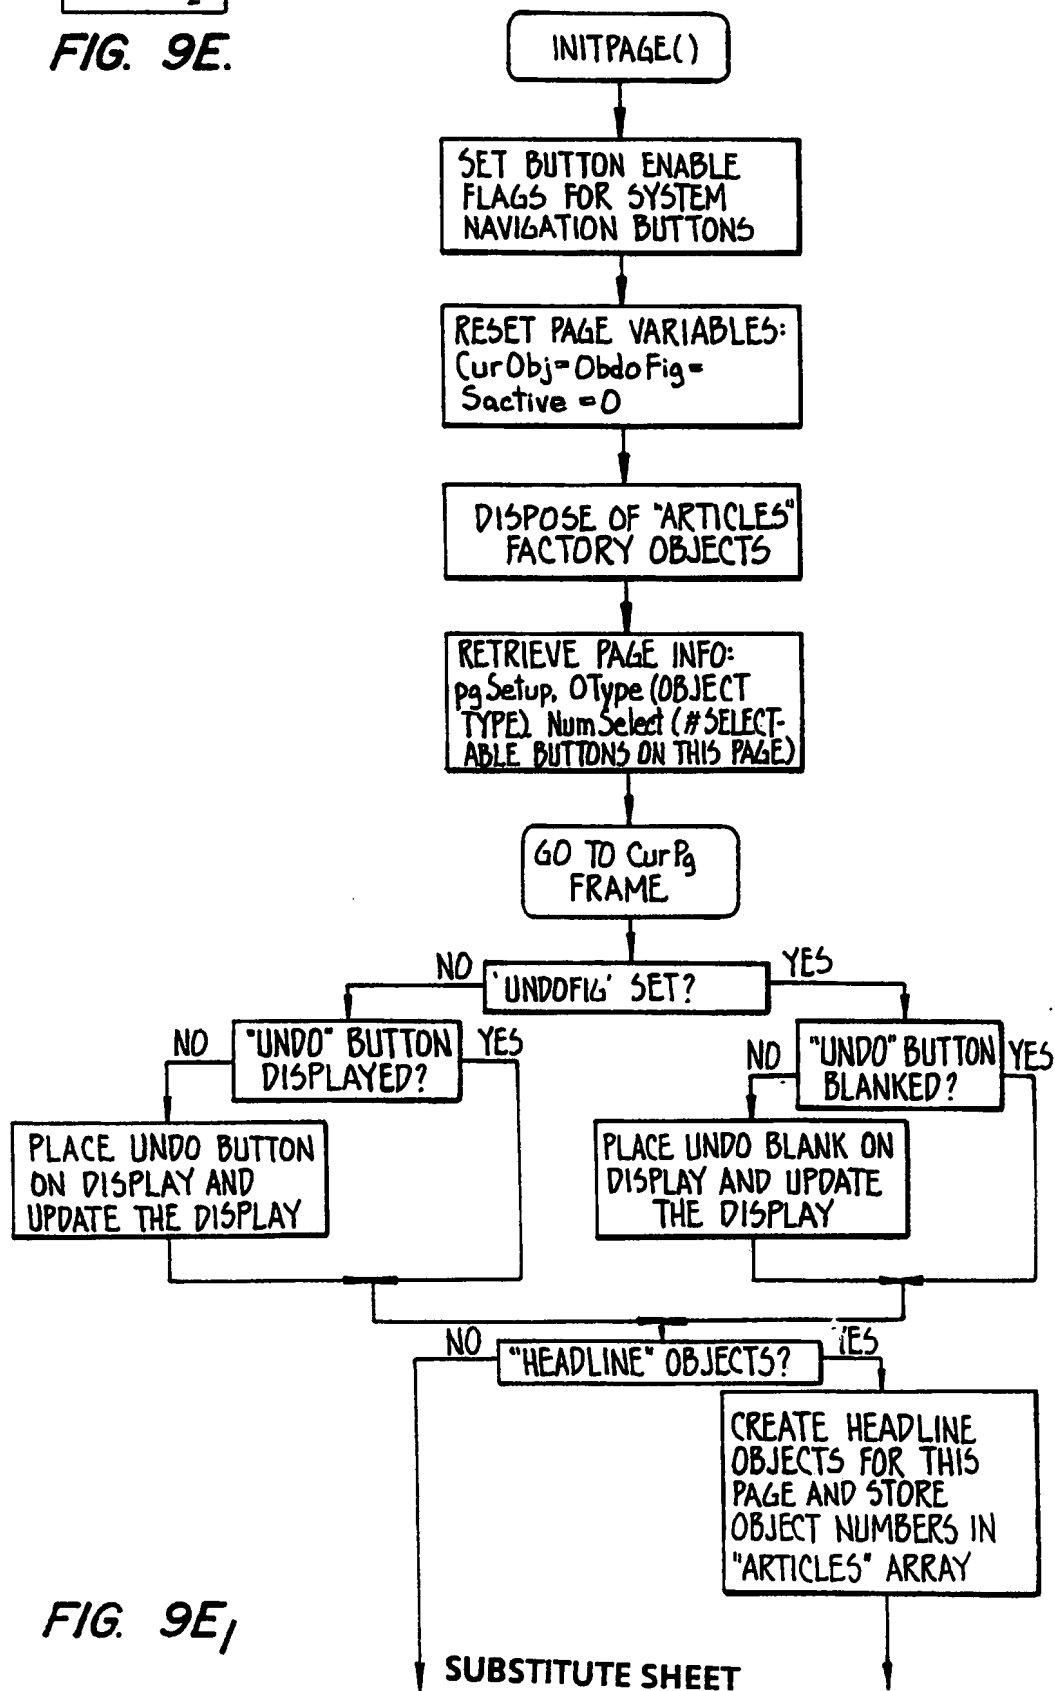 FIG. 9E.
INITPAGE()
SET BUTTON ENABLE
FLAGS FOR SYSTEM
NAVIGATION BUTTONS
RESET PAGE VARIABLES:
CurObj=ObdoFig=
Sactive=0
DISPOSE OF "ARTICLES"
FACTORY OBJECTS
RETRIEVE PAGE INFO:
pgSetup, OType (OBJECT
TYPE), NumSelect (#SELECT-
ABLE BUTTONS ON THIS PAGE)
GO TO CurPg
FRAME
NO
'UNDOFIG' SET?
YES
NO
"UNDO" BUTTON
DISPLAYED?
YES
NO
"UNDO" BUTTON
BLANKED?
YES
PLACE UNDO BUTTON
ON DISPLAY AND
UPDATE THE DISPLAY
PLACE UNDO BLANK ON
DISPLAY AND UPDATE
THE DISPLAY
NO
"HEADLINE" OBJECTS?
YES
CREATE HEADLINE
OBJECTS FOR THIS
PAGE AND STORE
OBJECT NUMBERS IN
"ARTICLES" ARRAY
FIG. 9E1
SUBSTITUTE SHEET